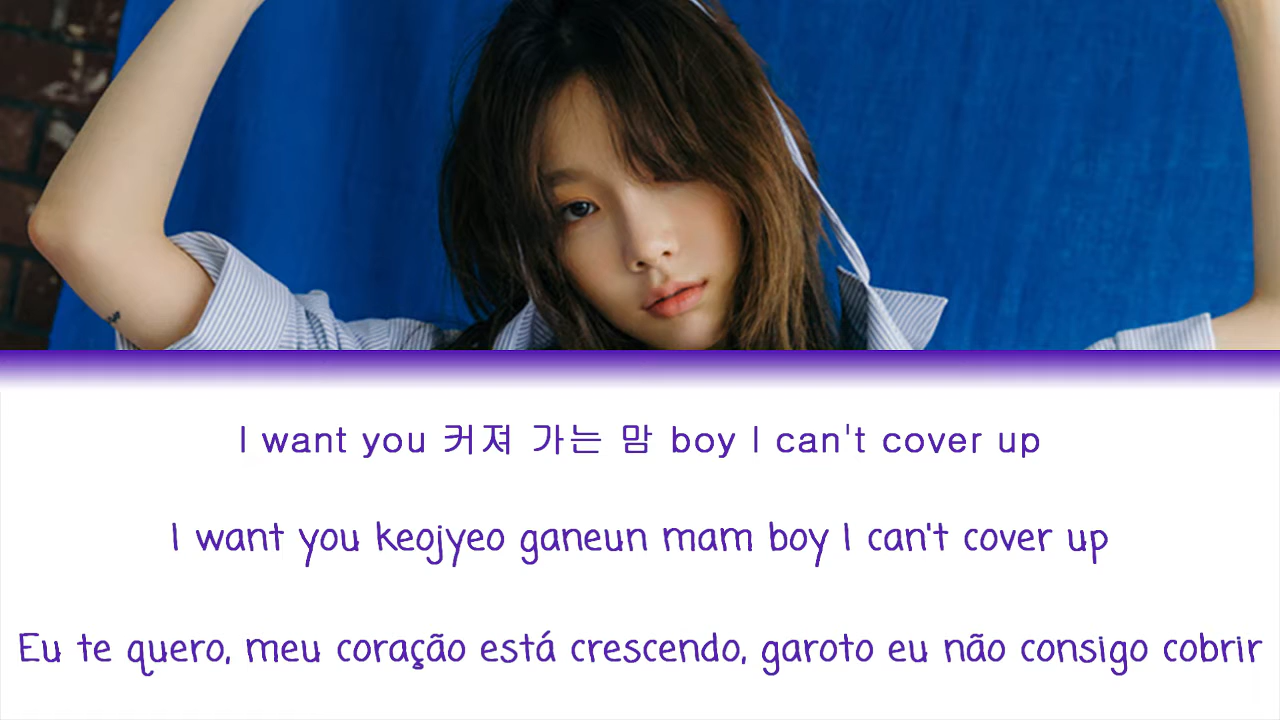 I want you 커져 가는 맘 boy I can't cover up
I want you keojyeo ganeun mam boy I can't cover up
Eu te quero, meu coração está crescendo, garoto eu não consigo cobrir